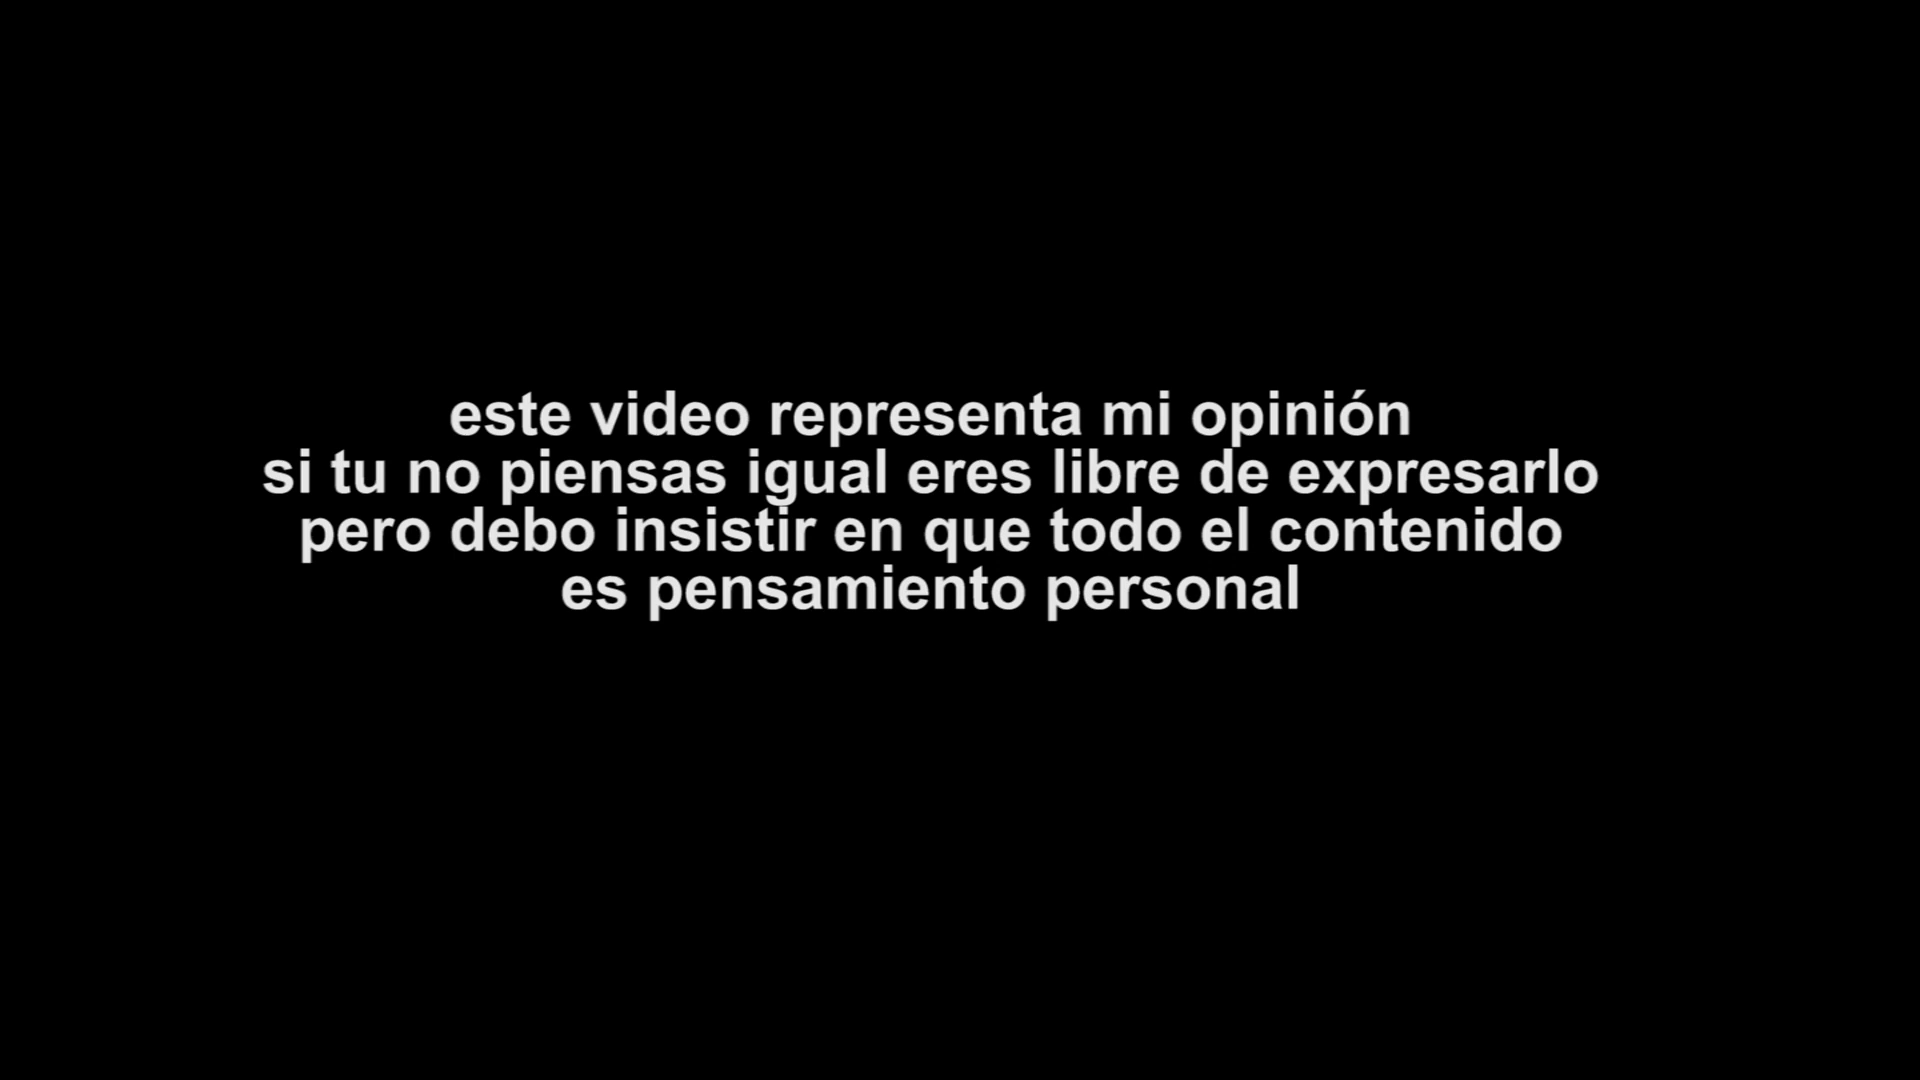 este video representa mi opinión
si tu no piensas igual eres libre de expresarlo
pero debo insistir en que todo el contenido
es pensamiento personal